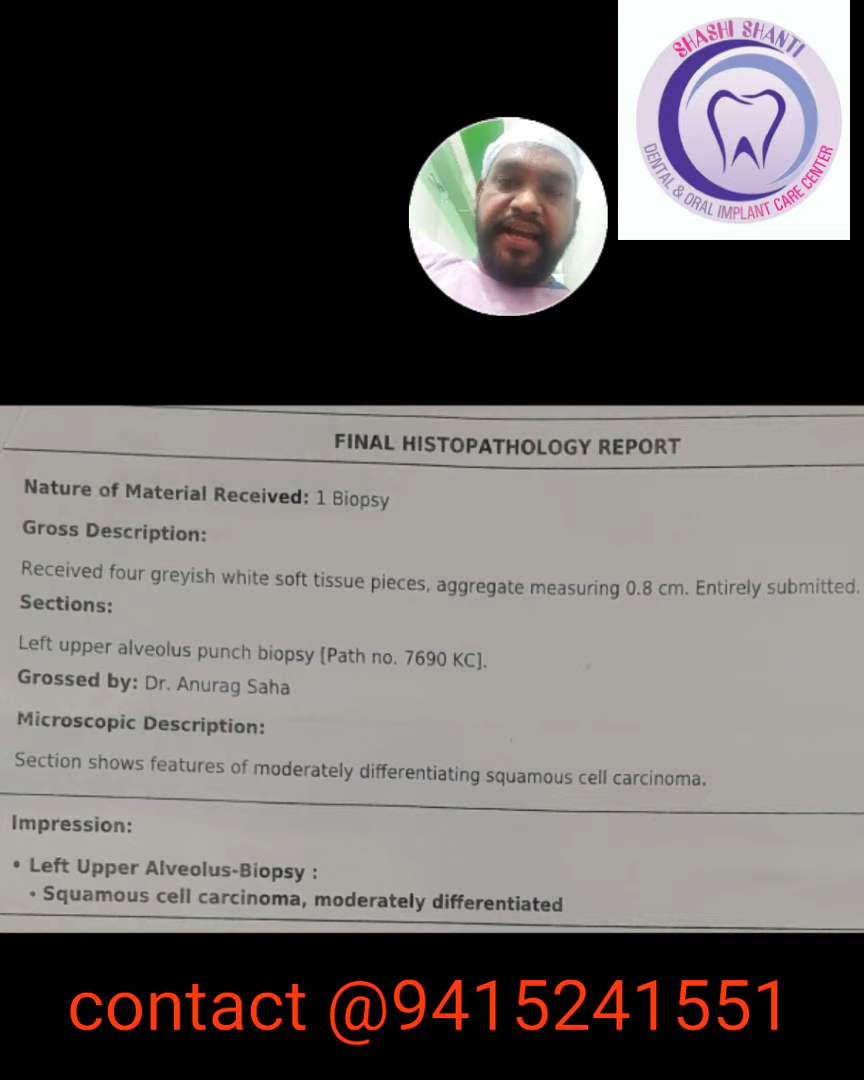 SHASHI SHANTI
DENTAL & ORAL IMPLANT CARE CENTER
FINAL HISTOPATHOLOGY REPORT
Nature of Material Received: 1 Biopsy
Gross Description:
Received four greyish white soft tissue pieces, aggregate measuring 0.8 cm. Entirely submitted.
Sections:
Left upper alveolus punch biopsy [Path no. 7690 KC].
Grossed by: Dr. Anurag Saha
Microscopic Description:
Section shows features of moderately differentiating squamous cell carcinoma.
Impression:
• Left Upper Alveolus-Biopsy :
• Squamous cell carcinoma, moderately differentiated
contact @9415241551